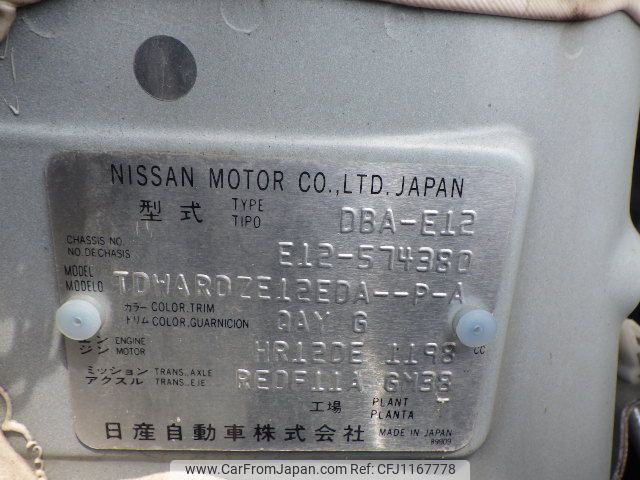 NISSAN MOTOR CO.,LTD. JAPAN
型式 TYPE TIPO DBA-E12
CHASSIS NO. NO. DE CHASIS E12-574380
MODEL MODELO TDWARDZE12EDA--P-A
カラー COLOR, TRIM
トリム COLOR, GUARNICION QAY G
エンジン ENGINE MOTOR HR12DE 1198 CC
ミッション TRANS., AXLE
アクスル TRANS., EJE REOF11A GM38
工場 PLANT PLANTA T
日産自動車株式会社 MADE IN JAPAN
89909
www.CarFromJapan.com © CFJ1167778